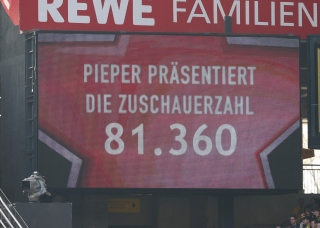 REWE FAMILIEN
PIEPER PRÄSENTIERT
DIE ZUSCHAUERZAHL
81.360